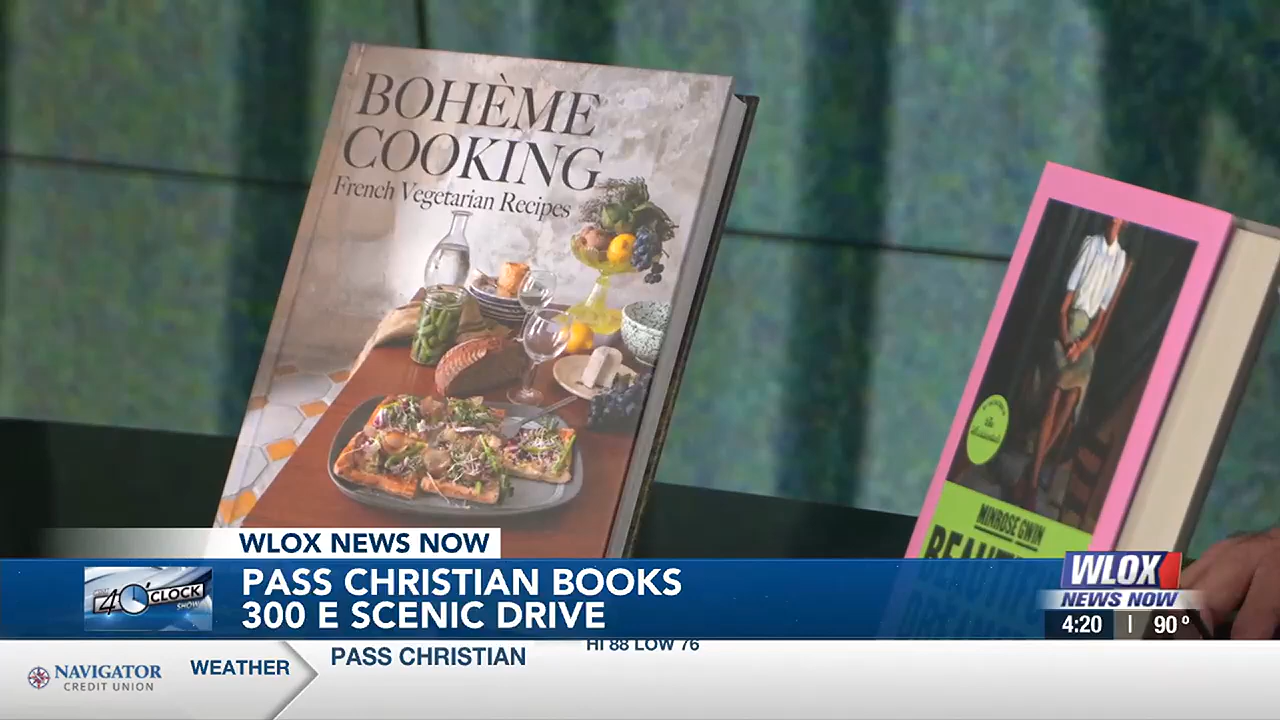 BOHÈME
COOKING
French Vegetarian Recipes
MINROSE GWIN
WLOX NEWS NOW
4 O'CLOCK
SHOW
PASS CHRISTIAN BOOKS
300 E SCENIC DRIVE
WLOX
NEWS NOW
4:20 | 90°
NAVIGATOR
CREDIT UNION
WEATHER
PASS CHRISTIAN
HI 88 LOW 76